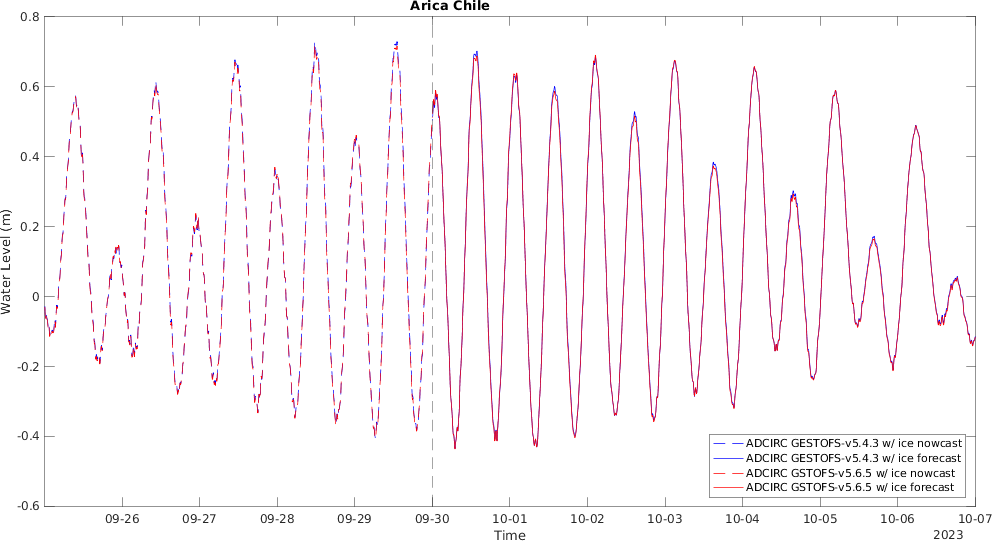 Arica Chile
0.8
0.6
0.4
0.2
0
-0.2
-0.4
-0.6
Water Level (m)
ADCIRC GESTOFS-v5.4.3 w/ ice nowcast
ADCIRC GESTOFS-v5.4.3 w/ ice forecast
ADCIRC GSTOFS-v5.6.5 w/ ice nowcast
ADCIRC GSTOFS-v5.6.5 w/ ice forecast
09-26 09-27 09-28 09-29 09-30 10-01 10-02 10-03 10-04 10-05 10-06 10-07
Time
2023